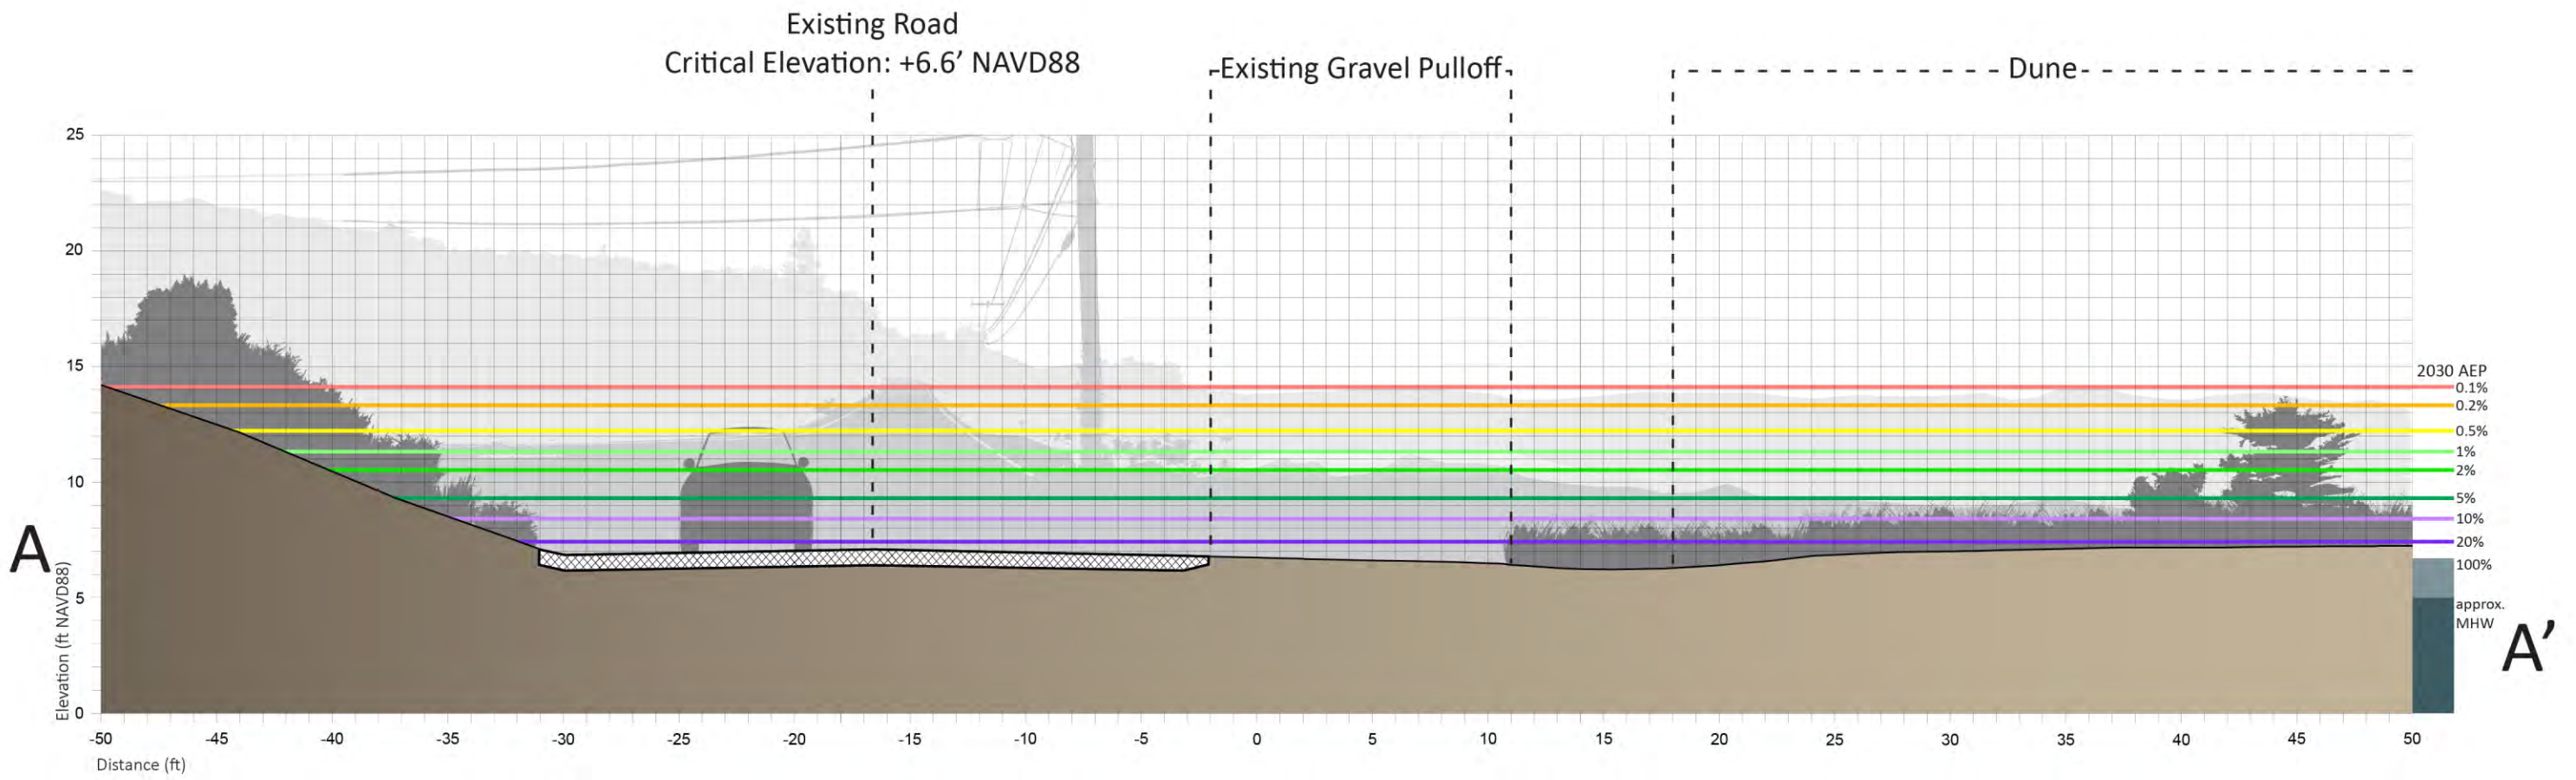 Existing Road
Critical Elevation: +6.6’ NAVD88
Existing Gravel Pulloff
Dune
25
20
15
10
5
0
Elevation (ft NAVD88)
A
2030 AEP
0.1%
0.2%
0.5%
1%
2%
5%
10%
20%
100%
approx.
MHW
A’
-50 -45 -40 -35 -30 -25 -20 -15 -10 -5 0 5 10 15 20 25 30 35 40 45 50
Distance (ft)